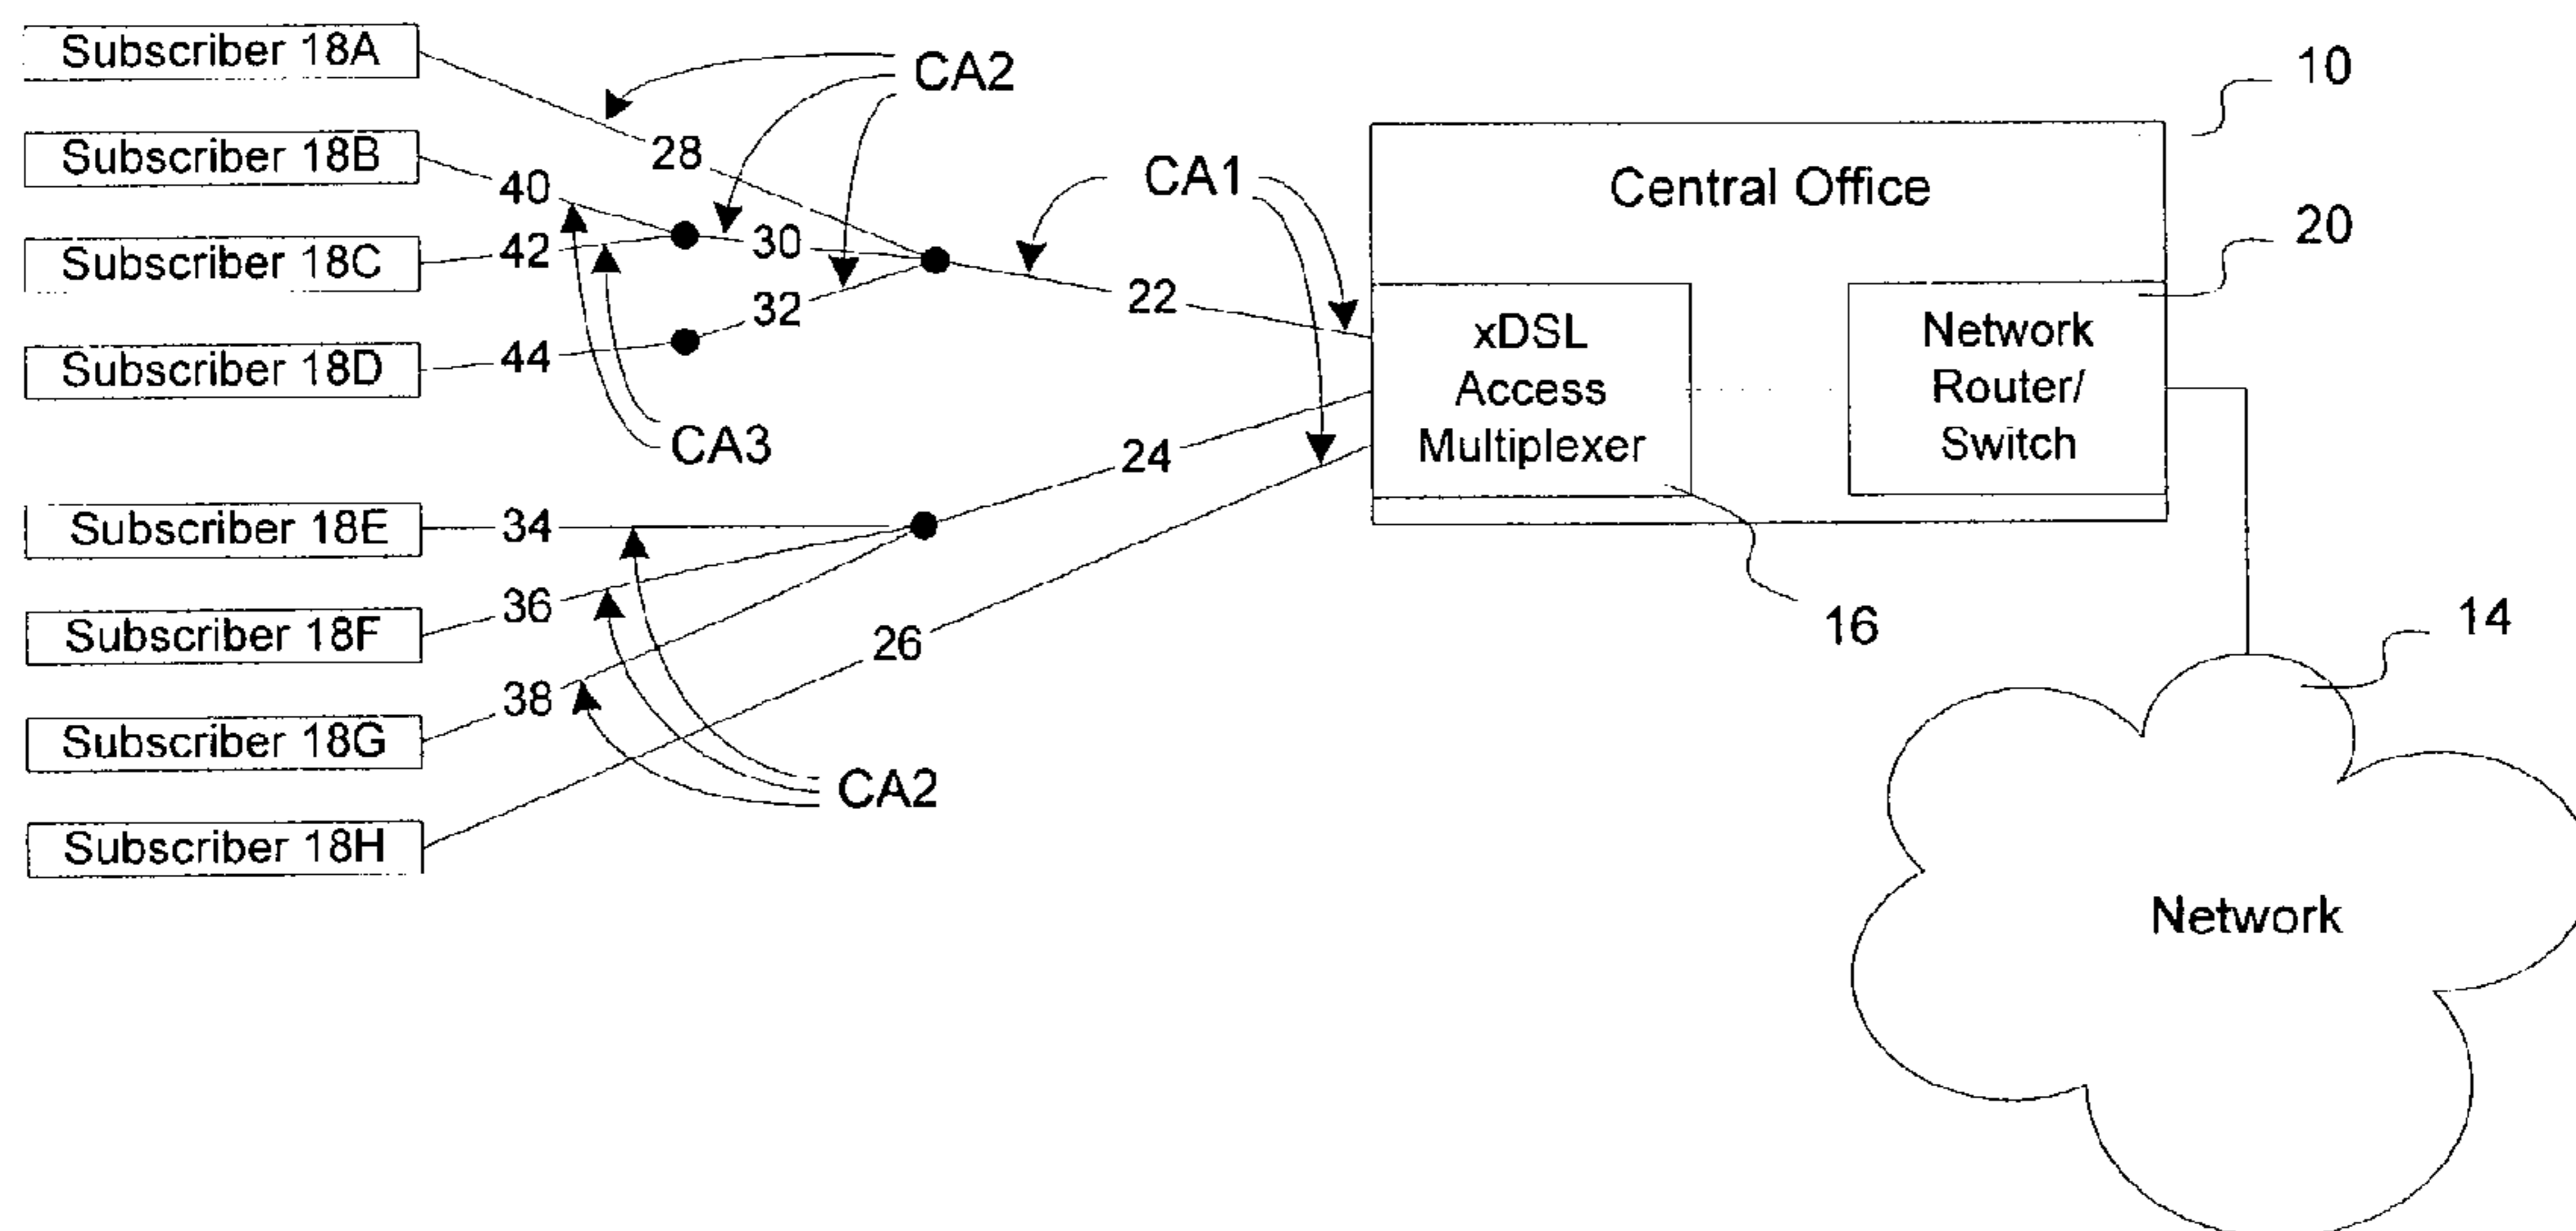 Subscriber 18A
CA2
10
Subscriber 18B
28
40
CA1
Central Office
20
Subscriber 18C
42
30
22
32
Subscriber 18D
44
xDSL
Access
Multiplexer
Network
Router/
Switch
CA3
24
Subscriber 18E
34
Subscriber 18F
36
26
16
14
Subscriber 18G
38
CA2
Subscriber 18H
Network